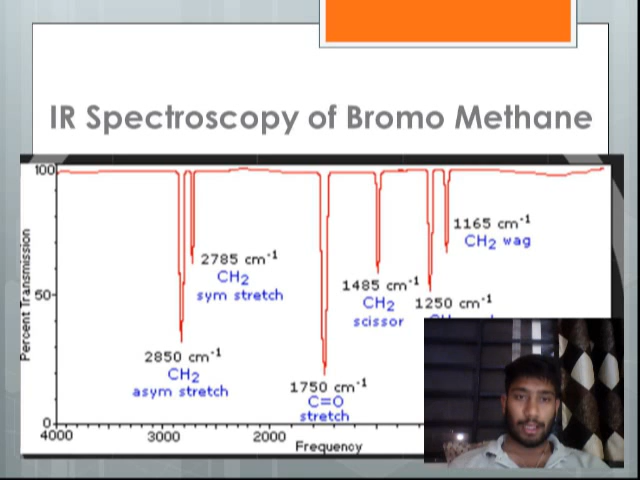 IR Spectroscopy of Bromo Methane
100
50
0
Percent Transmission
2785 cm-1
CH2
sym stretch
2850 cm-1
CH2
asym stretch
1750 cm-1
C=O
stretch
1485 cm-1
CH2
scissor
1250 cm-1
1165 cm-1
CH2 wag
4000
3000
2000
Frequency